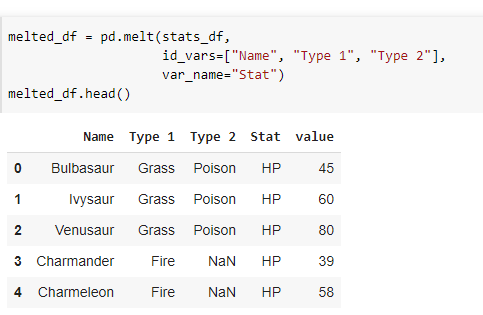 melted_df = pd.melt(stats_df,
id_vars=["Name", "Type 1", "Type 2"],
var_name="Stat")
melted_df.head()
Name Type 1 Type 2 Stat value
0 Bulbasaur Grass Poison HP 45
1 Ivysaur Grass Poison HP 60
2 Venusaur Grass Poison HP 80
3 Charmander Fire NaN HP 39
4 Charmeleon Fire NaN HP 58